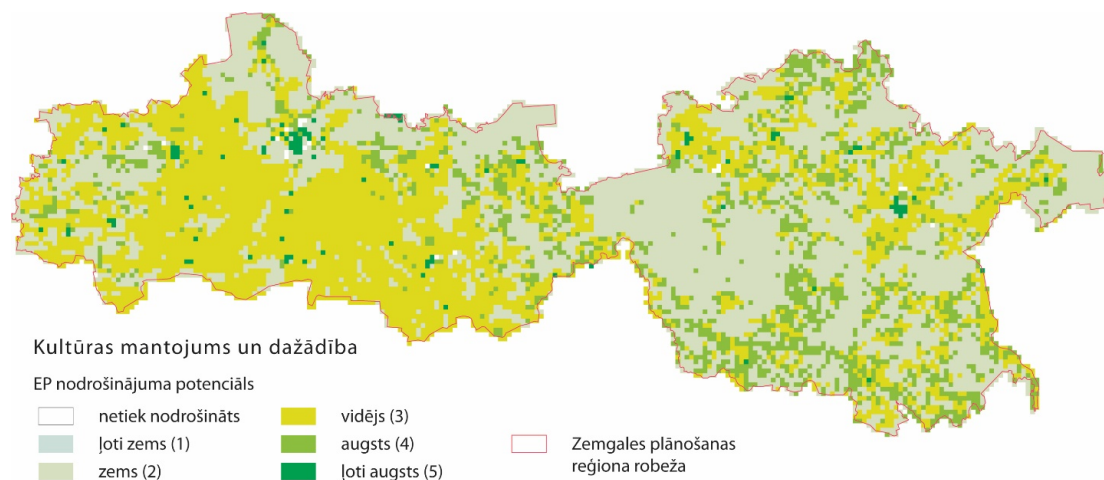 Kultūras mantojums un dažādība
EP nodrošinājuma potenciāls
netiek nodrošināts
ļoti zems (1)
zems (2)
vidējs (3)
augsts (4)
ļoti augsts (5)
Zemgales plānošanas
reģiona robeža